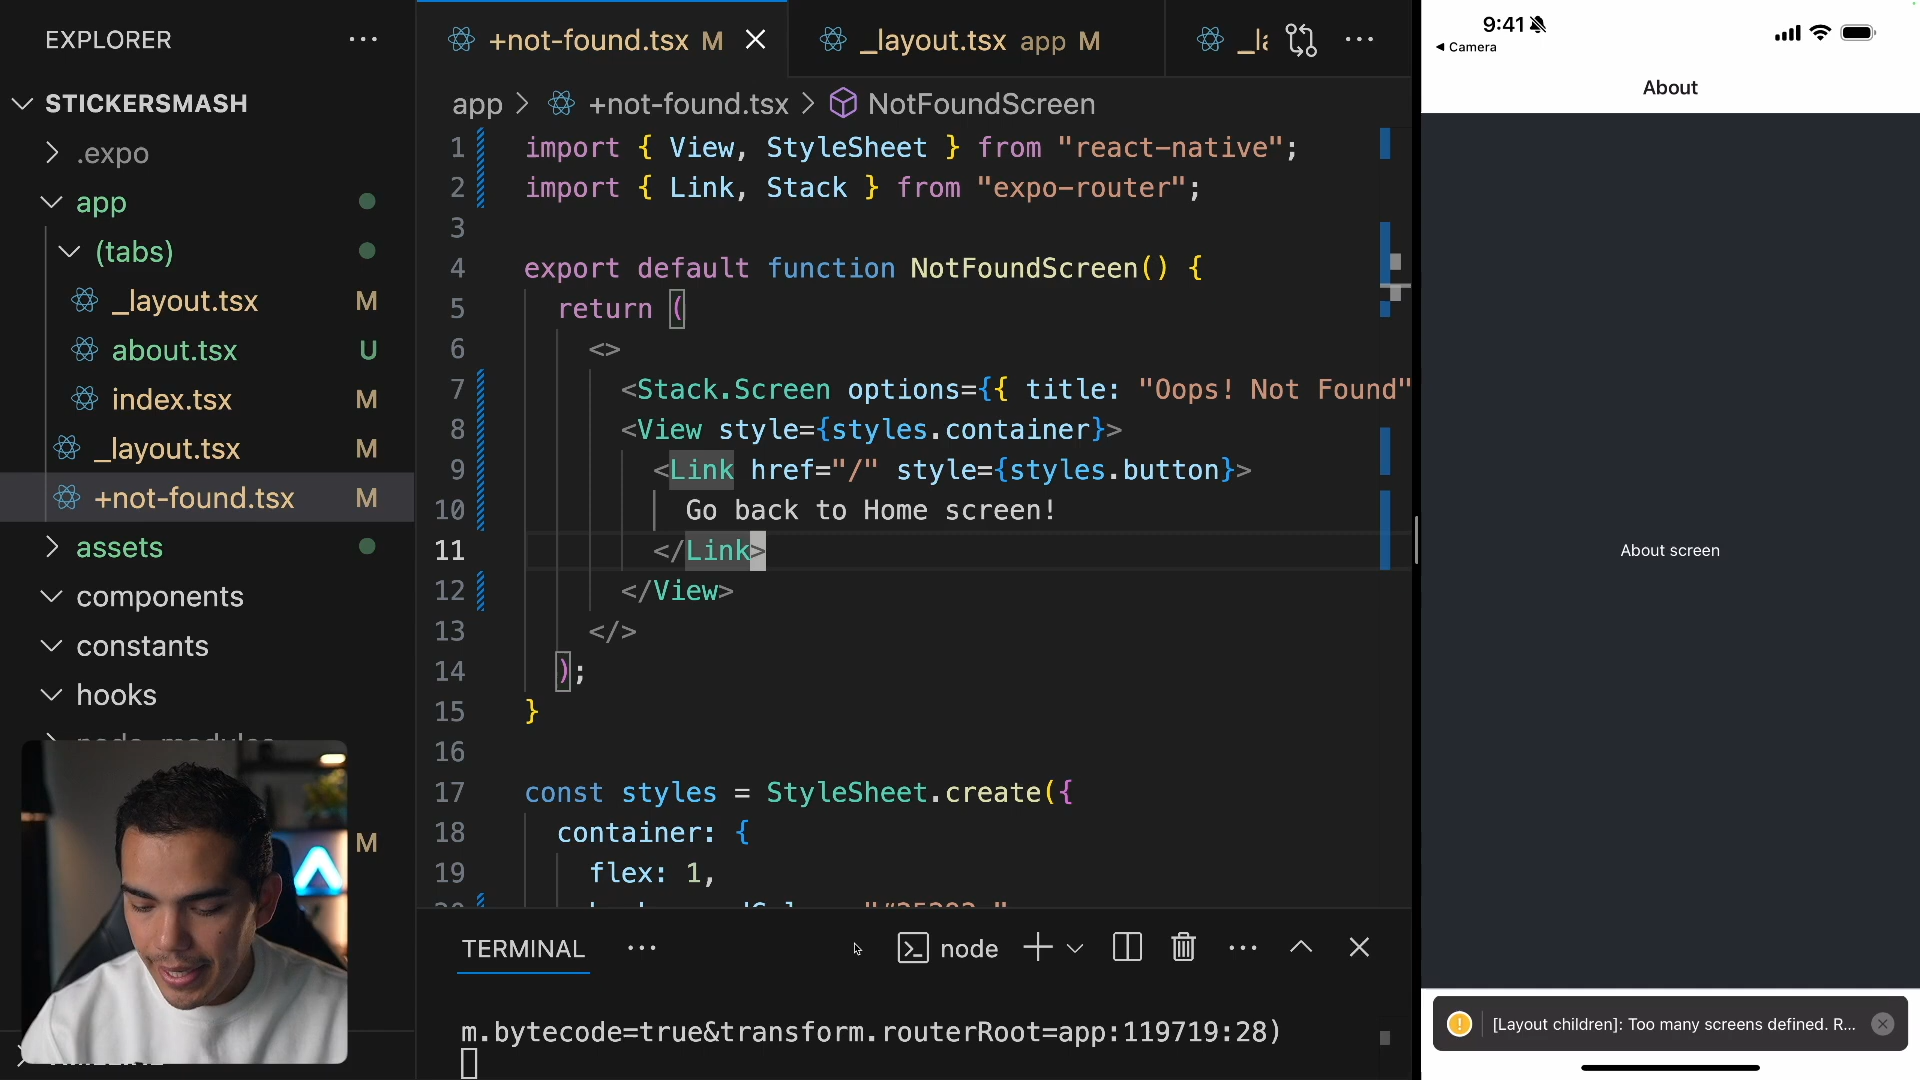 EXPLORER
STICKERSMASH
.expo
app
(tabs)
_layout.tsx M
about.tsx U
index.tsx M
_layout.tsx M
+not-found.tsx M
assets
components
constants
hooks
M
+not-found.tsx M
_layout.tsx app M
app > +not-found.tsx > NotFoundScreen
1 import { View, StyleSheet } from "react-native";
2 import { Link, Stack } from "expo-router";
3
4 export default function NotFoundScreen() {
5 return (
6 <>
7 <Stack.Screen options={{ title: "Oops! Not Found"
8 <View style={styles.container}>
9 <Link href="/" style={styles.button}>
10 Go back to Home screen!
11 </Link>
12 </View>
13 </>
14 );
15 }
16
17 const styles = StyleSheet.create({
18 container: {
19 flex: 1,
TERMINAL
node
m.bytecode=true&transform.routerRoot=app:119719:28)
9:41
Camera
About
About screen
[Layout children]: Too many screens defined. R...